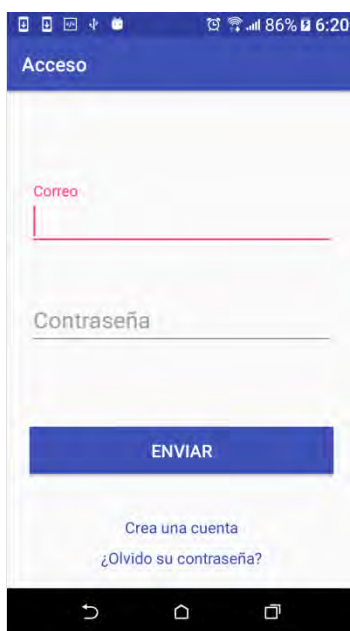 86% 6:20
Acceso
Correo
Contraseña
ENVIAR
Crea una cuenta
¿Olvido su contraseña?